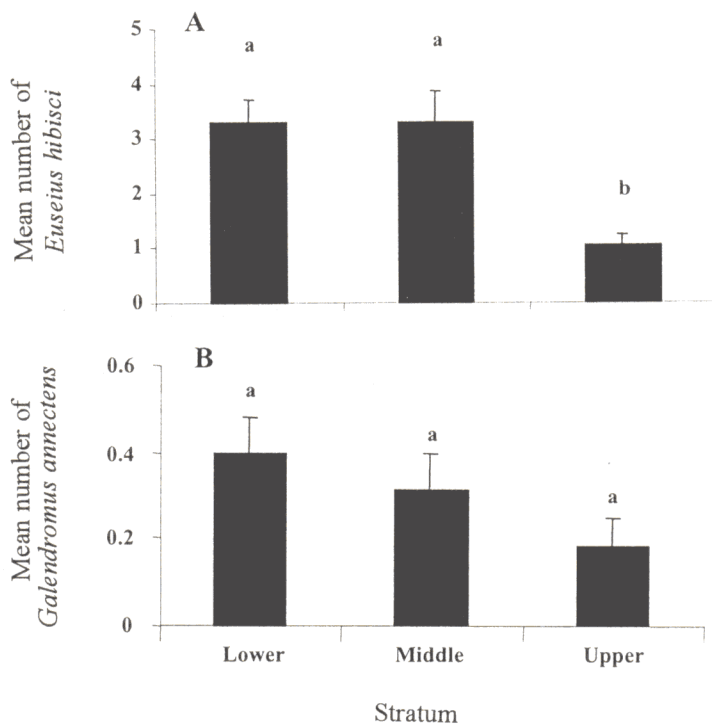 A
Mean number of
Euseius hibisci
5
4
3
2
1
0
a
a
b
B
Mean number of
Galendromus annectens
0.6
0.4
0.2
0
a
a
a
Lower Middle Upper
Stratum